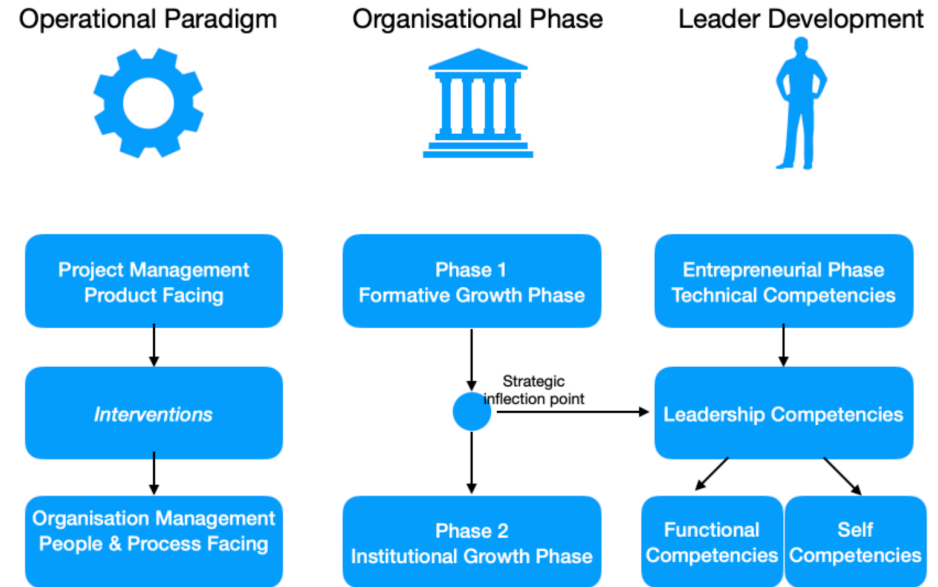 Operational Paradigm
Organisational Phase
Leader Development
Project Management
Product Facing
Phase 1
Formative Growth Phase
Entrepreneurial Phase
Technical Competencies
Interventions
Strategic
inflection point
Leadership Competencies
Organisation Management
People & Process Facing
Phase 2
Institutional Growth Phase
Functional
Competencies
Self
Competencies